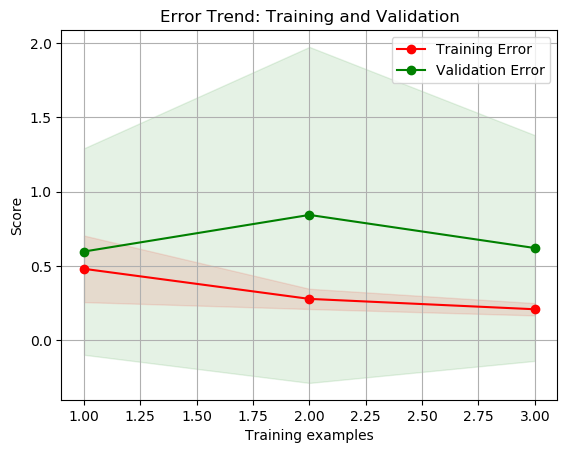 Error Trend: Training and Validation
Training Error
Validation Error
Score
2.0
1.5
1.0
0.5
0.0
1.00 1.25 1.50 1.75 2.00 2.25 2.50 2.75 3.00
Training examples